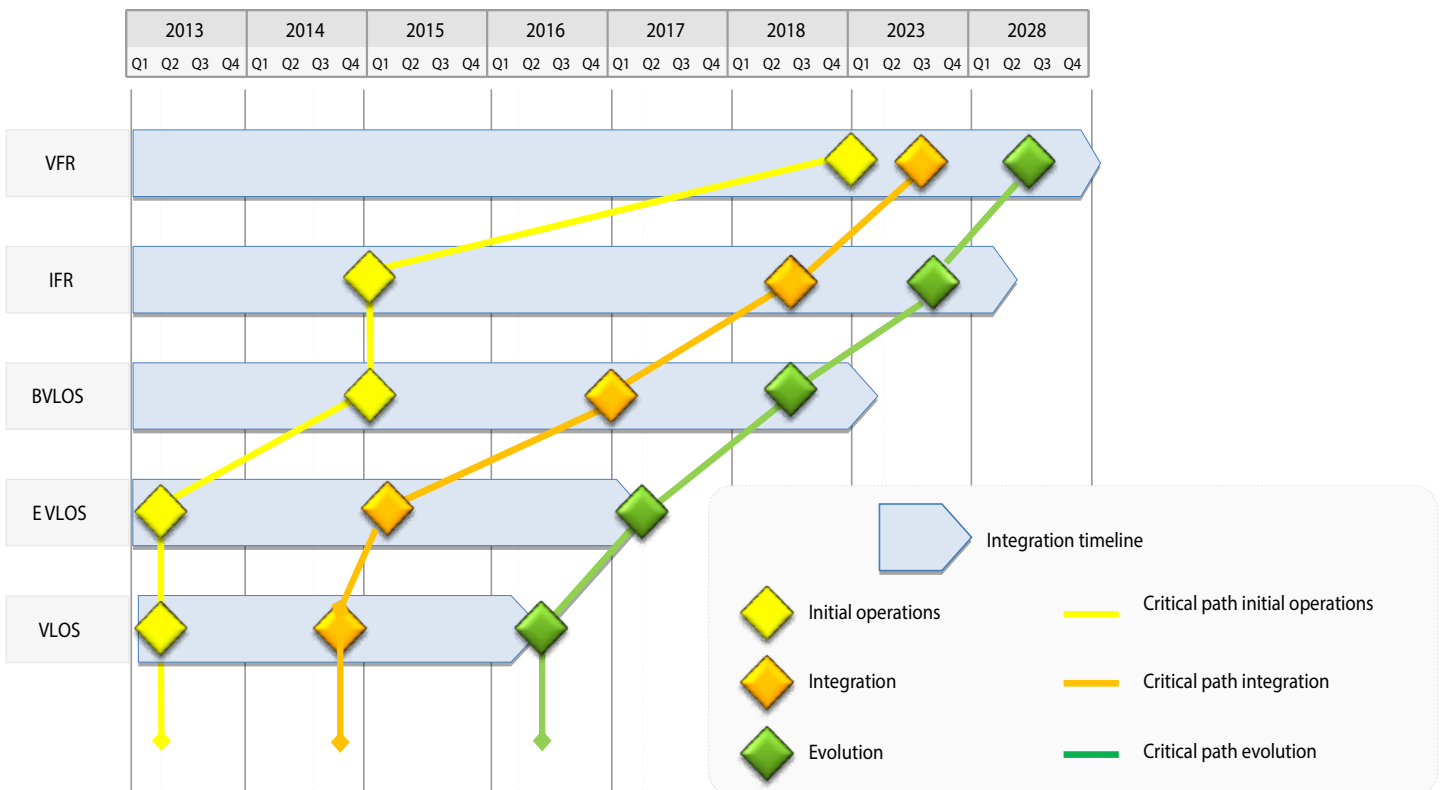 2013 2014 2015 2016 2017 2018 2023 2028
Q1 Q2 Q3 Q4 Q1 Q2 Q3 Q4 Q1 Q2 Q3 Q4 Q1 Q2 Q3 Q4 Q1 Q2 Q3 Q4 Q1 Q2 Q3 Q4 Q1 Q2 Q3 Q4 Q1 Q2 Q3 Q4
VFR
IFR
BVLOS
E VLOS
VLOS
Integration timeline
Initial operations
Critical path initial operations
Integration
Critical path integration
Evolution
Critical path evolution